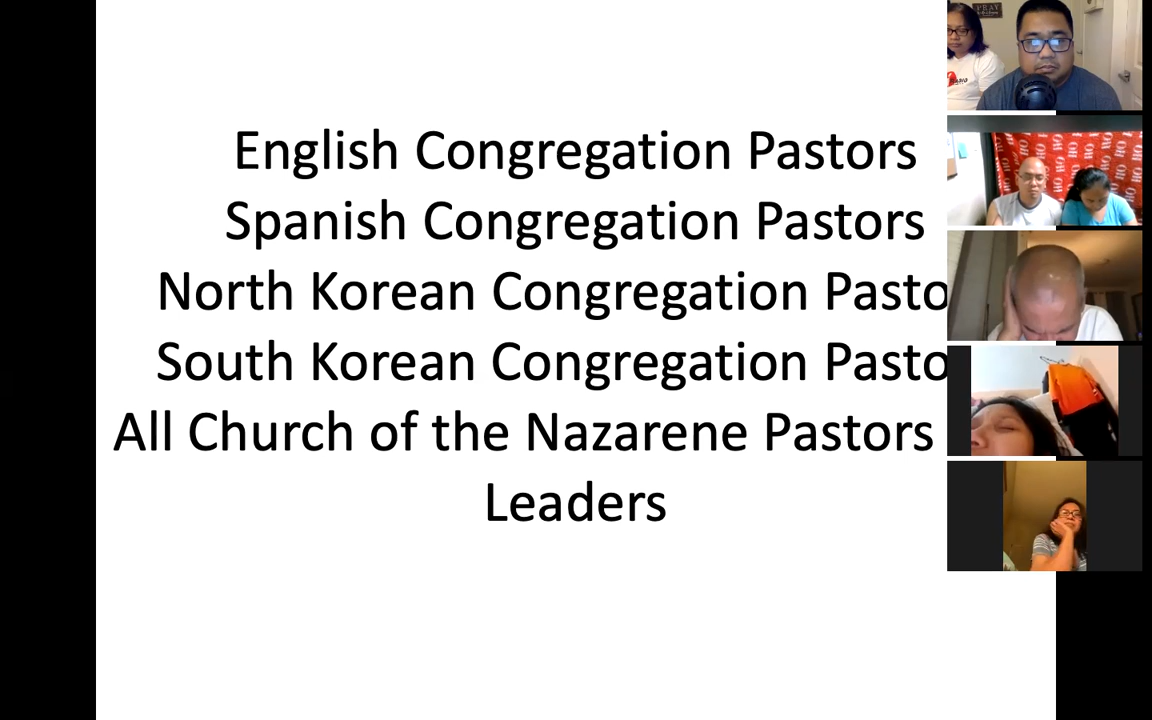 English Congregation Pastors
Spanish Congregation Pastors
North Korean Congregation Pasto
South Korean Congregation Pasto
All Church of the Nazarene Pastors
Leaders
PRAY